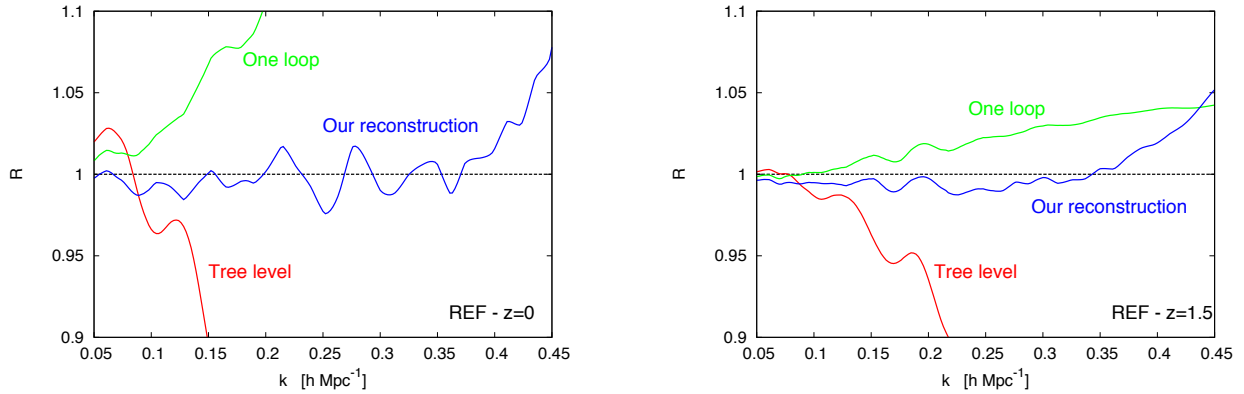 1.1
1.05
1
0.95
0.9
R
One loop
Our reconstruction
Tree level
REF - z=0
0.05 0.1 0.15 0.2 0.25 0.3 0.35 0.4 0.45
k [h Mpc⁻¹]
1.1
1.05
1
0.95
0.9
R
One loop
Our reconstruction
Tree level
REF - z=1.5
0.05 0.1 0.15 0.2 0.25 0.3 0.35 0.4 0.45
k [h Mpc⁻¹]